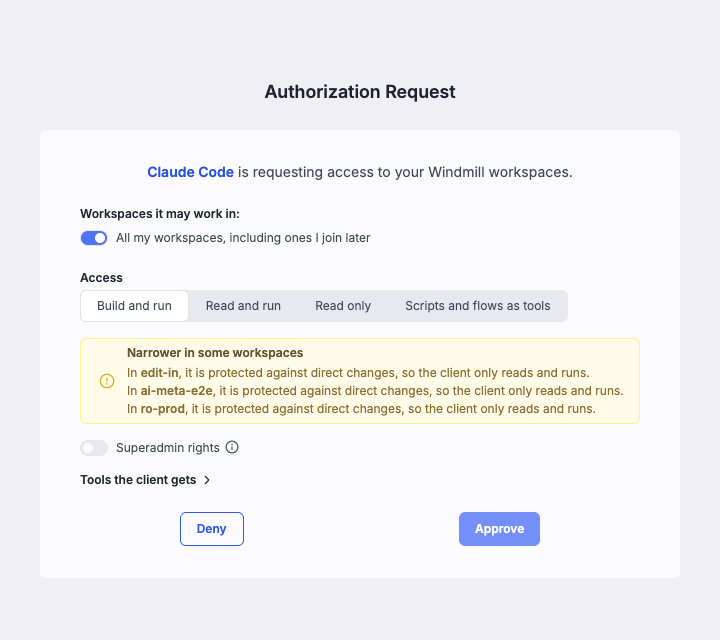 Authorization Request
Claude Code is requesting access to your Windmill workspaces.
Workspaces it may work in:
All my workspaces, including ones I join later
Access
Build and run
Read and run
Read only
Scripts and flows as tools
Narrower in some workspaces
In edit-in, it is protected against direct changes, so the client only reads and runs.
In ai-meta-e2e, it is protected against direct changes, so the client only reads and runs.
In ro-prod, it is protected against direct changes, so the client only reads and runs.
Superadmin rights
Tools the client gets
Deny
Approve